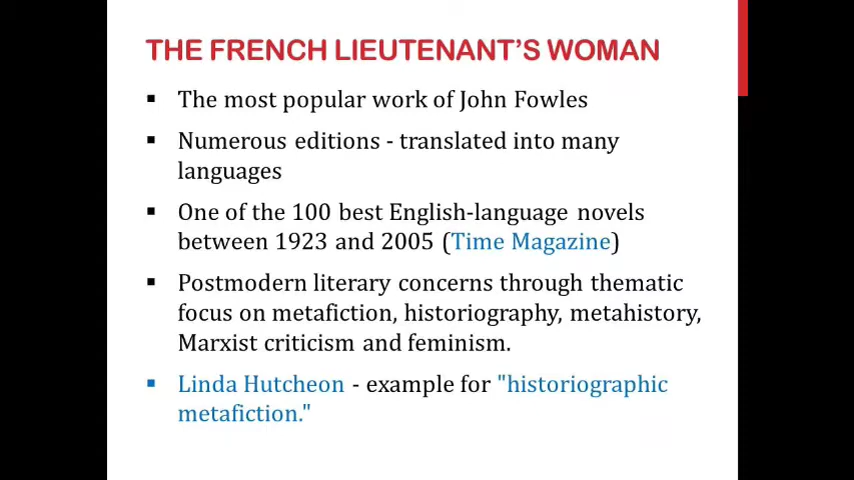 THE FRENCH LIEUTENANT'S WOMAN
▪ The most popular work of John Fowles
▪ Numerous editions - translated into many
languages
▪ One of the 100 best English-language novels
between 1923 and 2005 (Time Magazine)
▪ Postmodern literary concerns through thematic
focus on metafiction, historiography, metahistory,
Marxist criticism and feminism.
▪ Linda Hutcheon - example for "historiographic
metafiction."